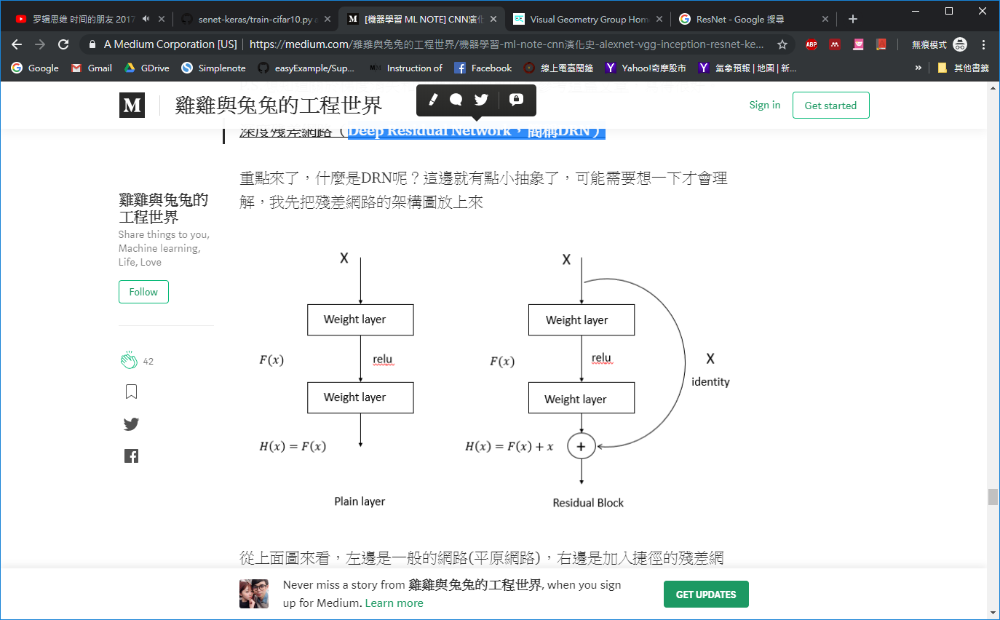 罗辑思维 时间的朋友 2017
senet-keras/train-cifar10.py a
[機器學習 ML NOTE] CNN演化
Visual Geometry Group Hom
ResNet - Google 搜尋
A Medium Corporation [US]
https://medium.com/雞雞與兔兔的工程世界/機器學習-ml-note-cnn演化史-alexnet-vgg-inception-resnet-ke...
ABP
無痕模式
Google
Gmail
GDrive
Simplenote
easyExample/Sup...
Instruction of
Facebook
線上電臺鬧鐘
Yahoo!奇摩股市
氣象預報 | 地圖 | 新...
»
其他書籤
M
雞雞與兔兔的工程世界
Sign in
Get started
深度殘差網路（Deep Residual Network，簡稱DRN）
重點來了，什麼是DRN呢？這邊就有點小抽象了，可能需要想一下才會理
解，我先把殘差網路的架構圖放上來
雞雞與兔兔的
工程世界
Share things to you,
Machine learning,
Life, Love
Follow
42
X
Weight layer
F(x)
relu
Weight layer
H(x) = F(x)
Plain layer
X
Weight layer
F(x)
relu
X
identity
Weight layer
H(x) = F(x) + x
+
Residual Block
從上面圖來看，左邊是一般的網路(平原網路)，右邊是加入捷徑的殘差網
Never miss a story from 雞雞與兔兔的工程世界, when you sign
up for Medium. Learn more
GET UPDATES